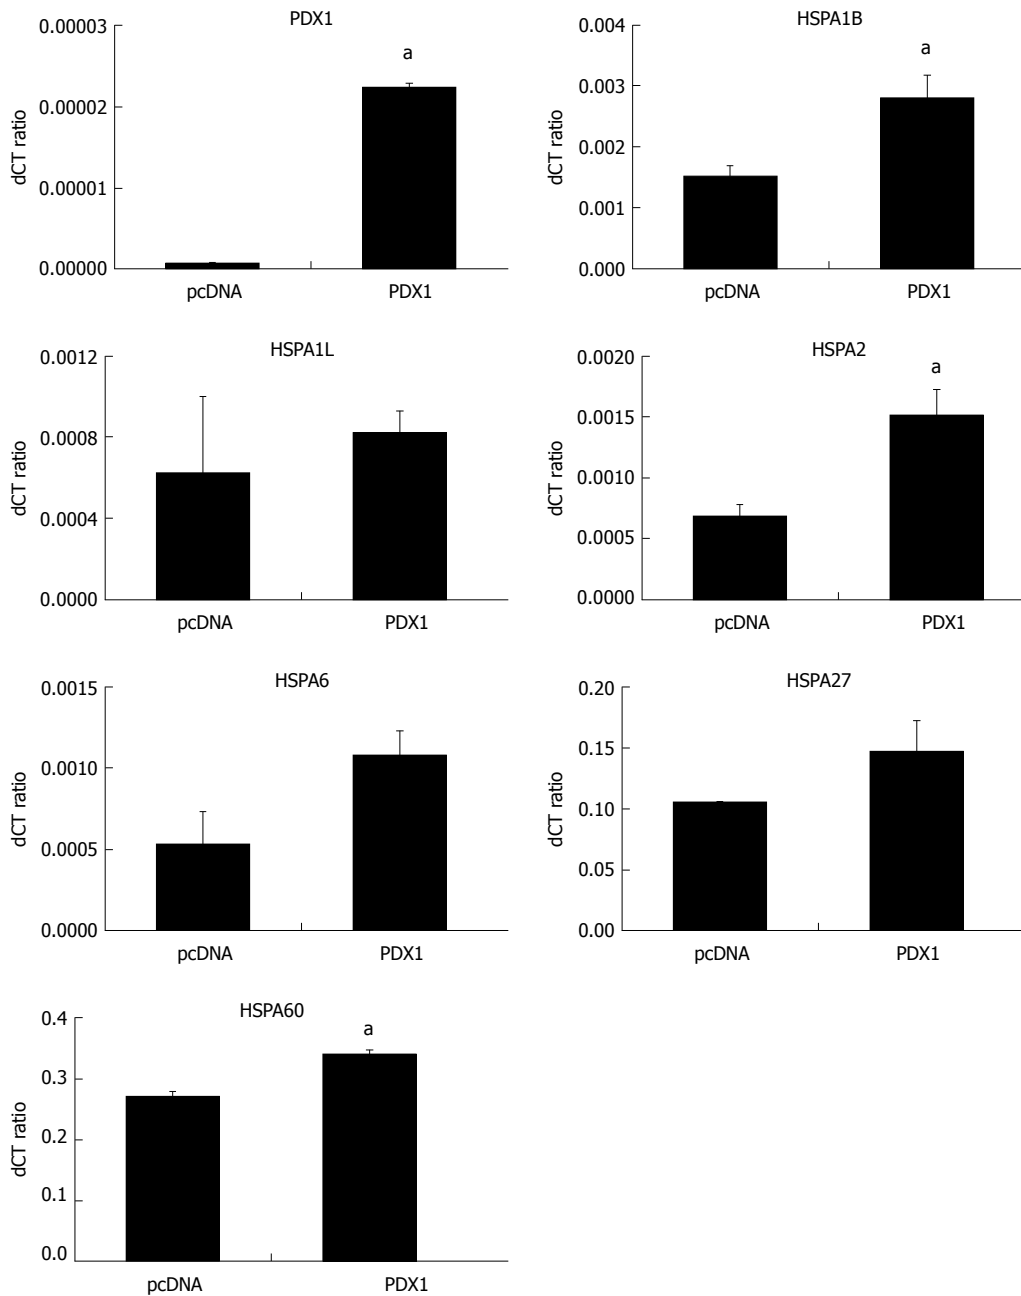 PDX1
a
0.00003
0.00002
0.00001
0.00000
dCT ratio
pcDNA PDX1
HSPA1B
a
0.004
0.003
0.002
0.001
0.000
dCT ratio
pcDNA PDX1
HSPA1L
0.0012
0.0008
0.0004
0.0000
dCT ratio
pcDNA PDX1
HSPA2
a
0.0020
0.0015
0.0010
0.0005
0.0000
dCT ratio
pcDNA PDX1
HSPA6
0.0015
0.0010
0.0005
0.0000
dCT ratio
pcDNA PDX1
HSPA27
0.20
0.15
0.10
0.05
0.00
dCT ratio
pcDNA PDX1
HSPA60
a
0.4
0.3
0.2
0.1
0.0
dCT ratio
pcDNA PDX1